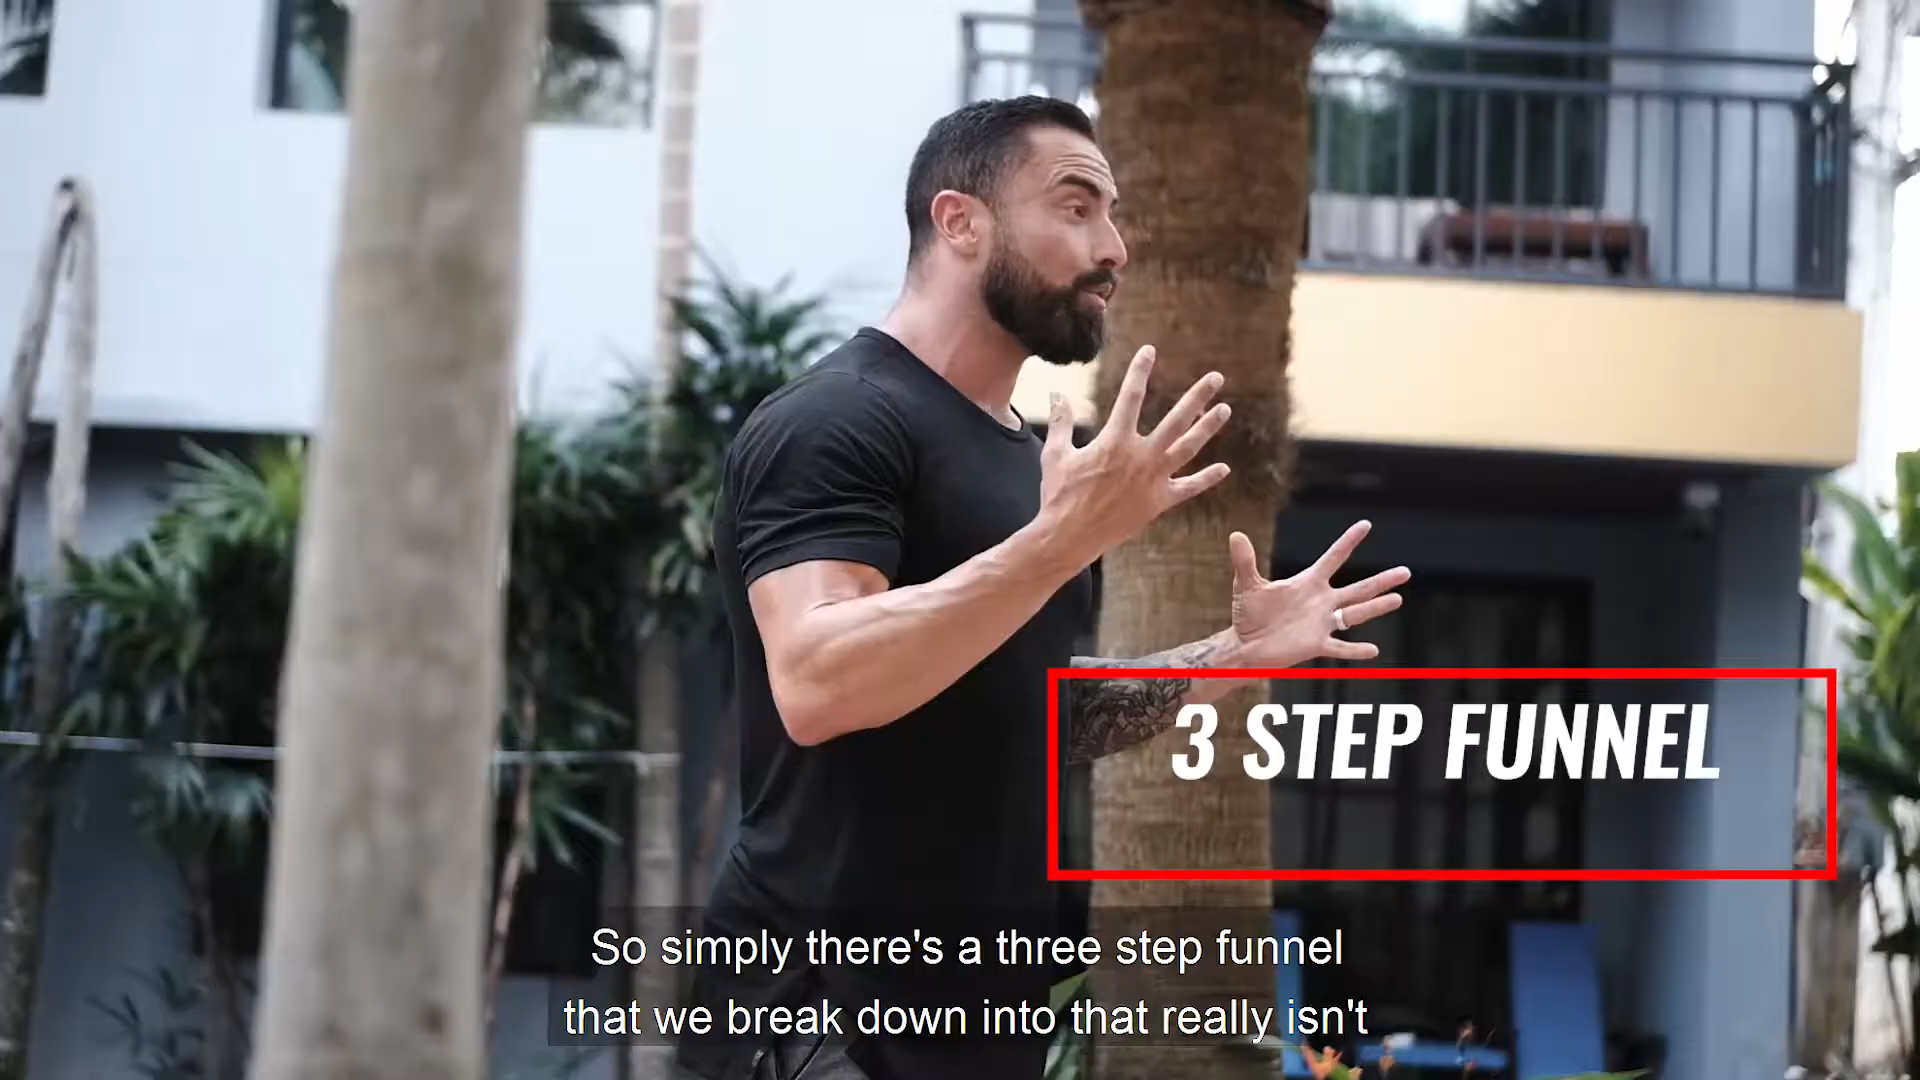 3 STEP FUNNEL
So simply there's a three step funnel
that we break down into that really isn't